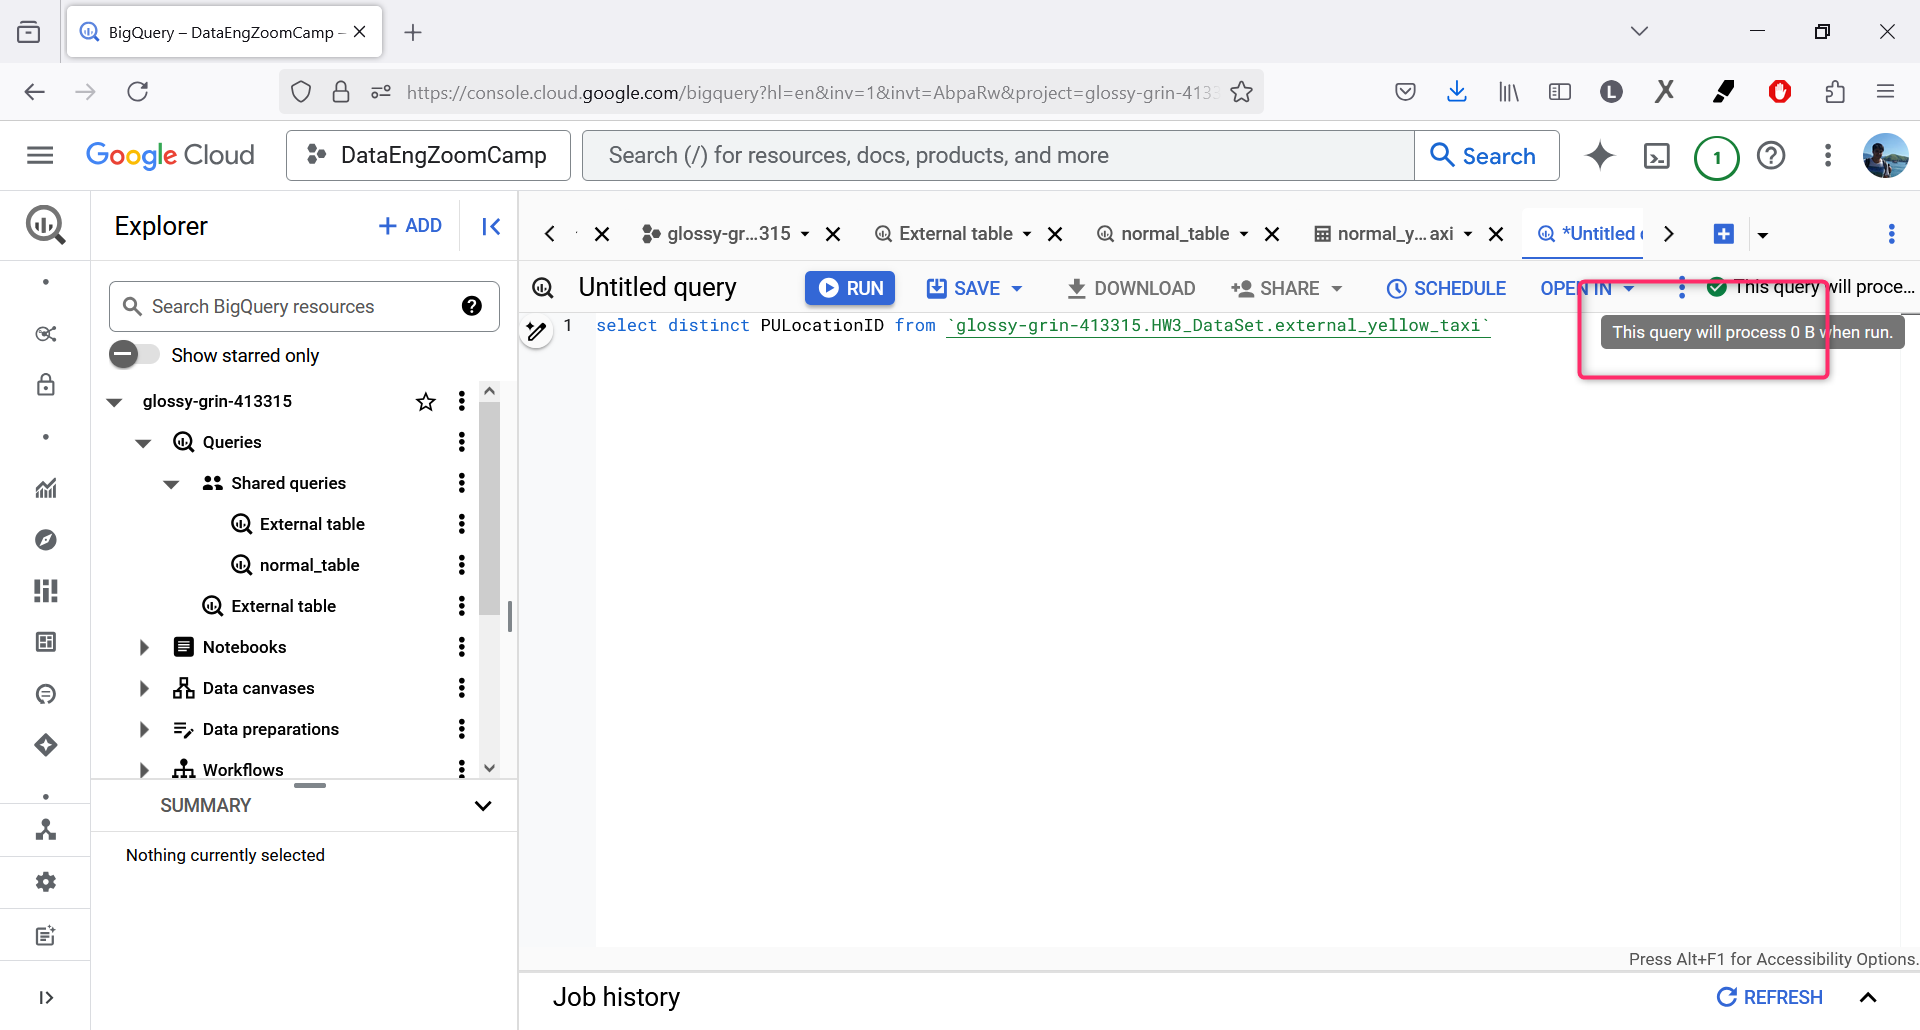 BigQuery – DataEngZoomCamp –
https://console.cloud.google.com/bigquery?hl=en&inv=1&invt=AbpaRw&project=glossy-grin-4133
L
X
Google Cloud
DataEngZoomCamp
Search (/) for resources, docs, products, and more
Search
1
Explorer
+ ADD
glossy-gr...315
External table
normal_table
normal_y...axi
*Untitled
Search BigQuery resources
Untitled query
RUN
SAVE
DOWNLOAD
SHARE
SCHEDULE
OPEN IN
This query will proce...
1 select distinct PULocationID from `glossy-grin-413315.HW3_DataSet.external_yellow_taxi`
This query will process 0 B when run.
Show starred only
glossy-grin-413315
Queries
Shared queries
External table
normal_table
External table
Notebooks
Data canvases
Data preparations
Workflows
SUMMARY
Nothing currently selected
Press Alt+F1 for Accessibility Options.
Job history
REFRESH